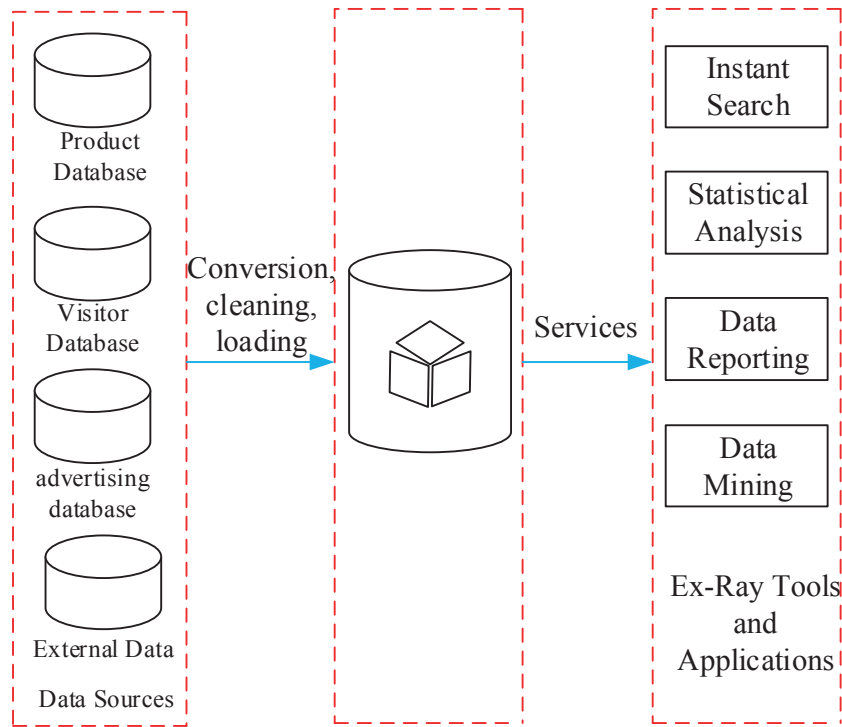 Product
Database
Visitor
Database
advertising
database
External Data
Data Sources
Conversion,
cleaning,
loading
Services
Instant
Search
Statistical
Analysis
Data
Reporting
Data
Mining
Ex-Ray Tools
and
Applications